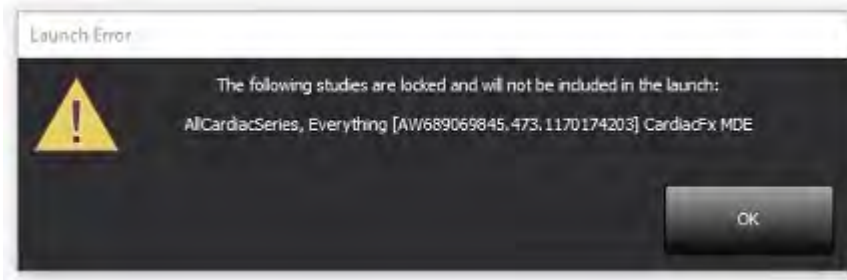 Launch Error
The following studies are locked and will not be included in the launch:
AllCardiacSeries, Everything [AW689069845.473.1170174203] CardiacFx MDE
OK